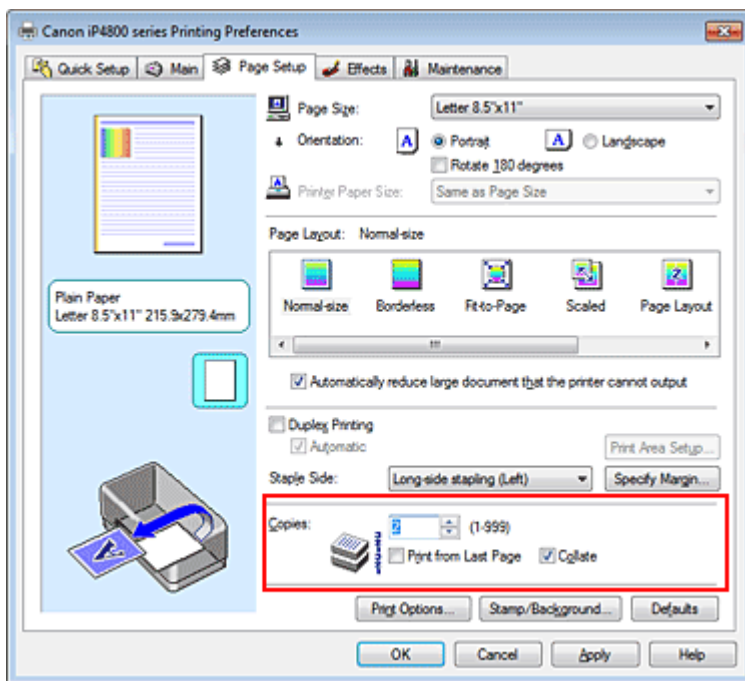 Canon iP4800 series Printing Preferences
Quick Setup Main Page Setup Effects Maintenance
Page Size: Letter 8.5"x11"
Orientation: A Portrait A Landscape
Rotate 180 degrees
Printer Paper Size: Same as Page Size
Page Layout: Normal-size
Normal-size Borderless Fit-to-Page Scaled Page Layout
Plain Paper
Letter 8.5"x11" 215.9x279.4mm
Automatically reduce large document that the printer cannot output
Duplex Printing
Automatic Print Area Setup...
Staple Side: Long-side stapling (Left) Specify Margin...
Copies: 2 (1-999)
Print from Last Page Collate
Print Options... Stamp/Background... Defaults
OK Cancel Apply Help